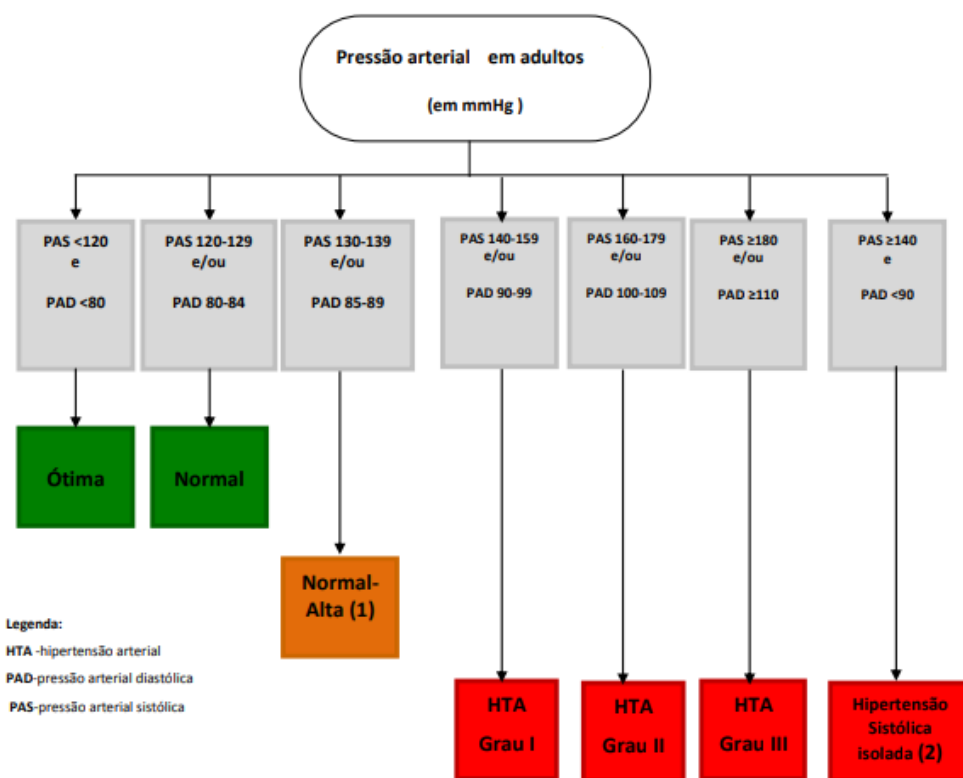 Pressão arterial em adultos
(em mmHg )
PAS <120
e
PAD <80
PAS 120-129
e/ou
PAD 80-84
PAS 130-139
e/ou
PAD 85-89
PAS 140-159
e/ou
PAD 90-99
PAS 160-179
e/ou
PAD 100-109
PAS ≥180
e/ou
PAD ≥110
PAS ≥140
e
PAD <90
Ótima
Normal
Normal-
Alta (1)
Legenda:
HTA -hipertensão arterial
PAD-pressão arterial diastólica
PAS-pressão arterial sistólica
HTA
Grau I
HTA
Grau II
HTA
Grau III
Hipertensão
Sistólica
isolada (2)